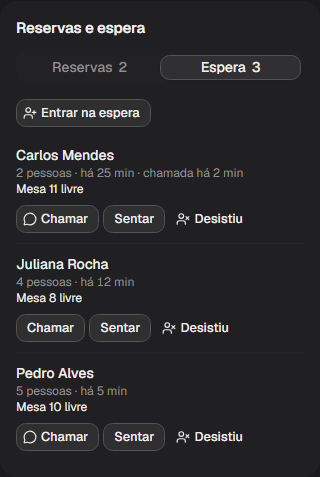 Reservas e espera
Reservas 2
Espera 3
Entrar na espera
Carlos Mendes
2 pessoas · há 25 min · chamada há 2 min
Mesa 11 livre
Chamar Sentar Desistiu
Juliana Rocha
4 pessoas · há 12 min
Mesa 8 livre
Chamar Sentar Desistiu
Pedro Alves
5 pessoas · há 5 min
Mesa 10 livre
Chamar Sentar Desistiu